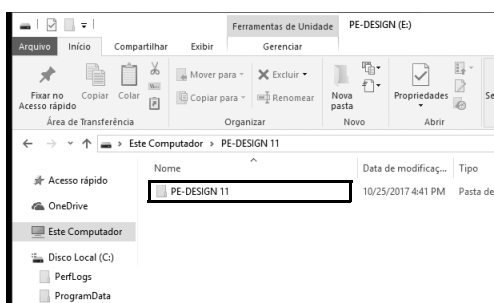 Ferramentas de Unidade PE-DESIGN (E:)
Arquivo Início Compartilhar Exibir Gerenciar
Fixar no Acesso rápido
Copiar
Colar
Mover para
Copiar para
Excluir
Renomear
Nova pasta
Propriedades
Se
Área de Transferência Organizar Novo Abrir
Este Computador > PE-DESIGN 11
Nome Data de modificaç... Tipo
PE-DESIGN 11 10/25/2017 4:41 PM Pasta de
Acesso rápido
OneDrive
Este Computador
Disco Local (C:)
PerfLogs
ProgramData